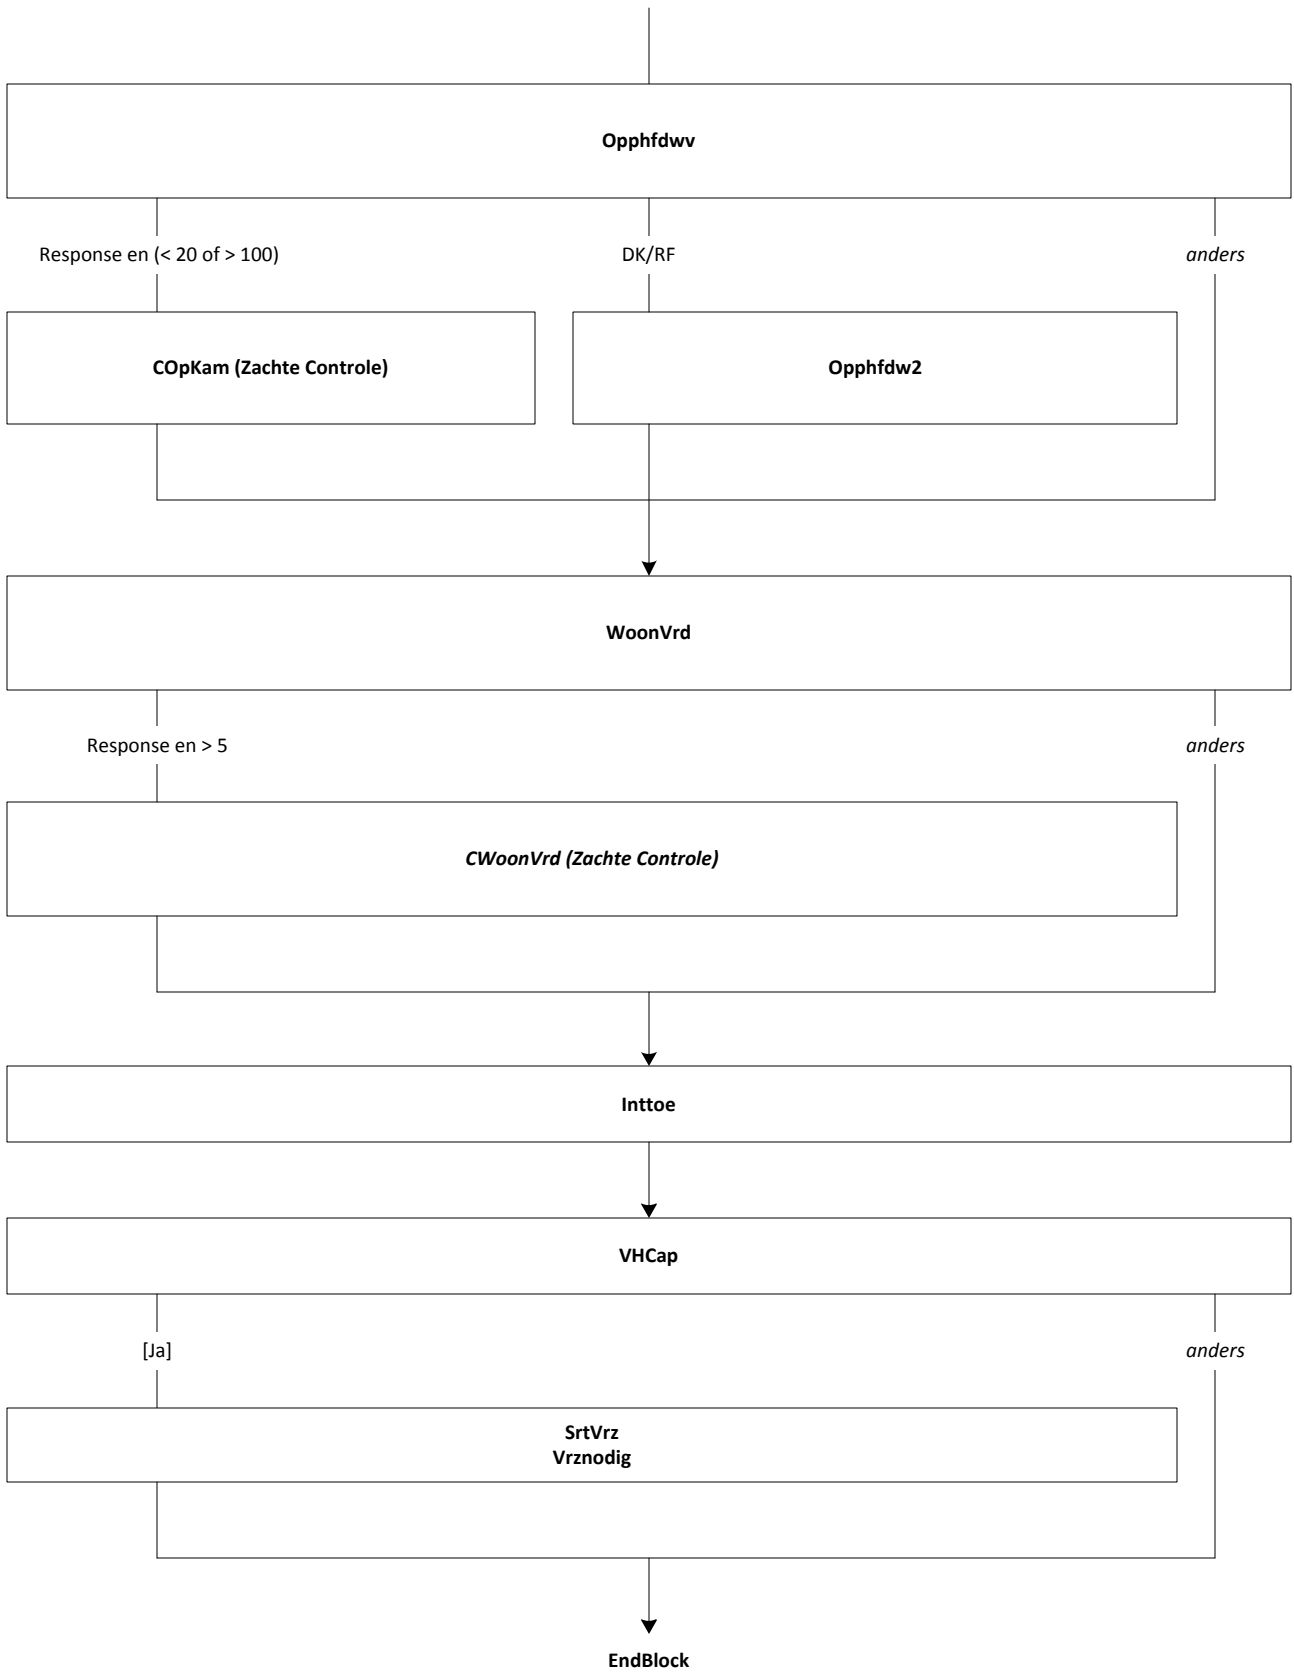 Opphfdwv
Response en (< 20 of > 100)
DK/RF
anders
COpKam (Zachte Controle)
Opphfdw2
WoonVrd
Response en > 5
anders
CWoonVrd (Zachte Controle)
Inttoe
VHCap
[Ja]
anders
SrtVrz
Vrznodig
EndBlock